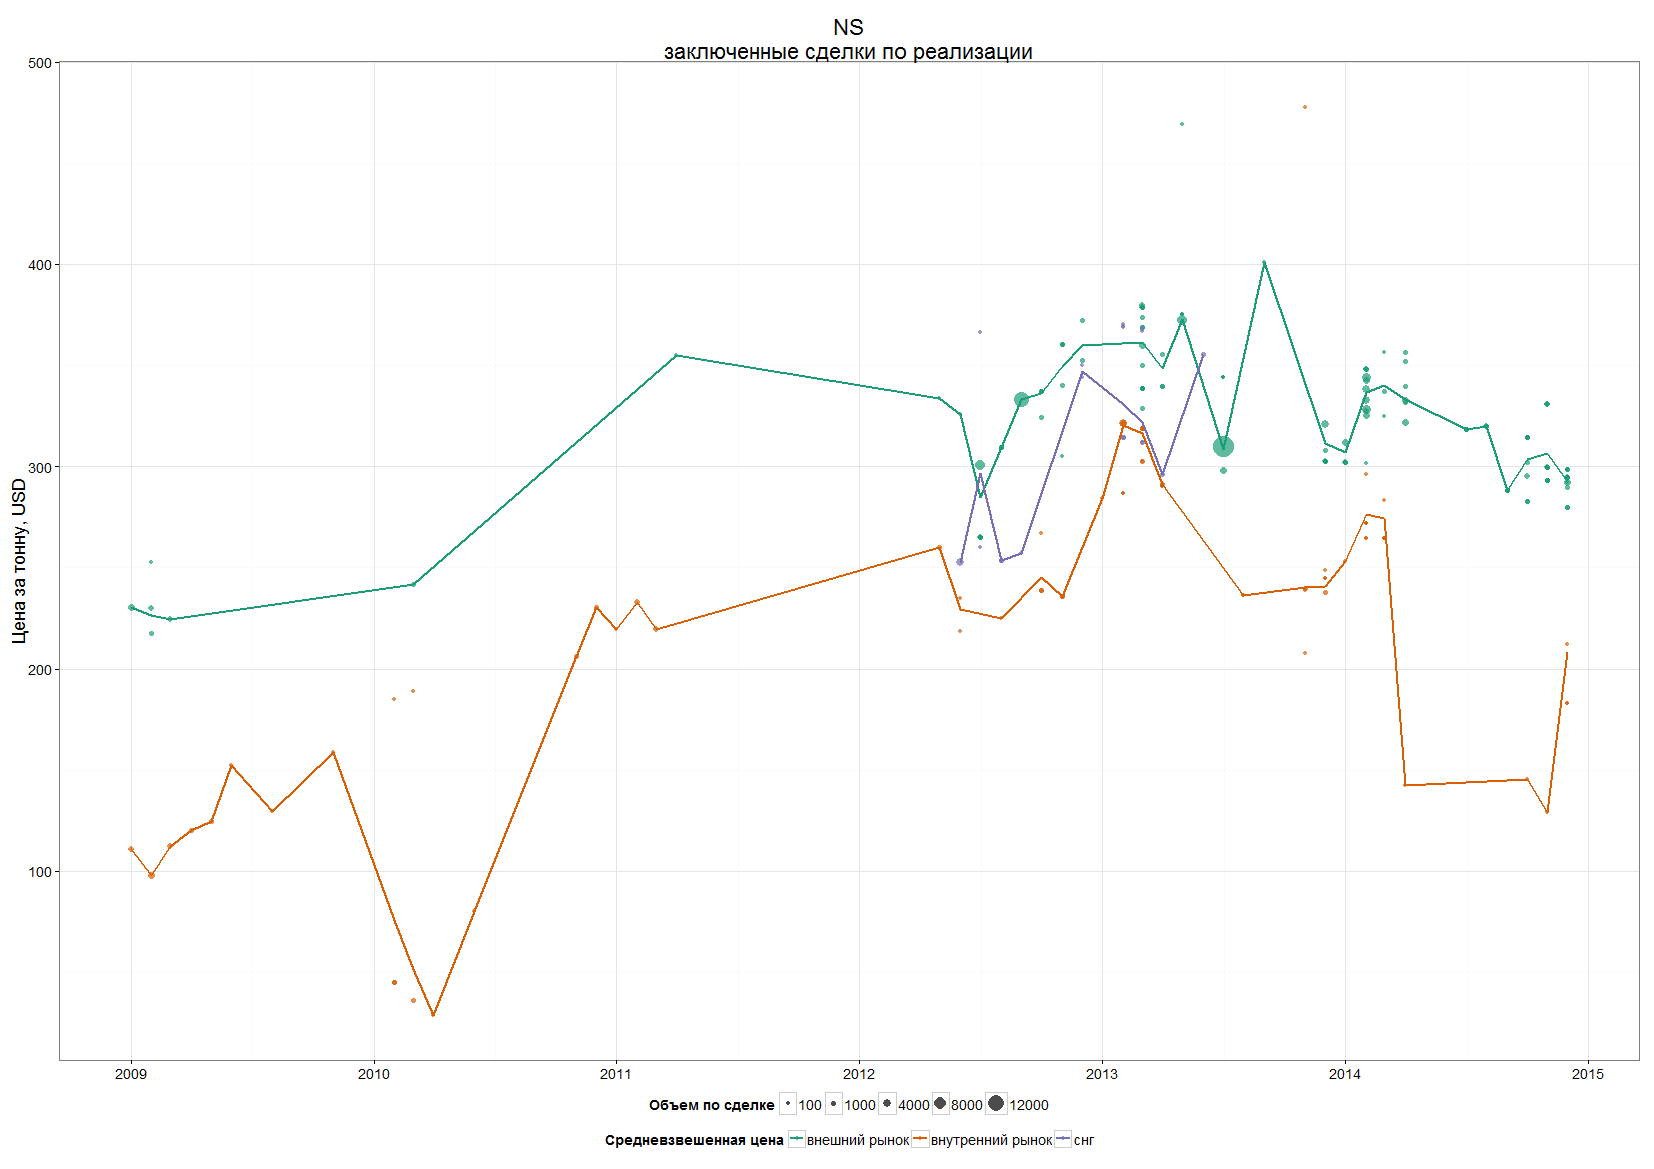 NS
заключенные сделки по реализации
Цена за тонну, USD
500
400
300
200
100
2009 2010 2011 2012 2013 2014 2015
Объем по сделке 100 1000 4000 8000 12000
Средневзвешенная цена внешний рынок внутренний рынок снг